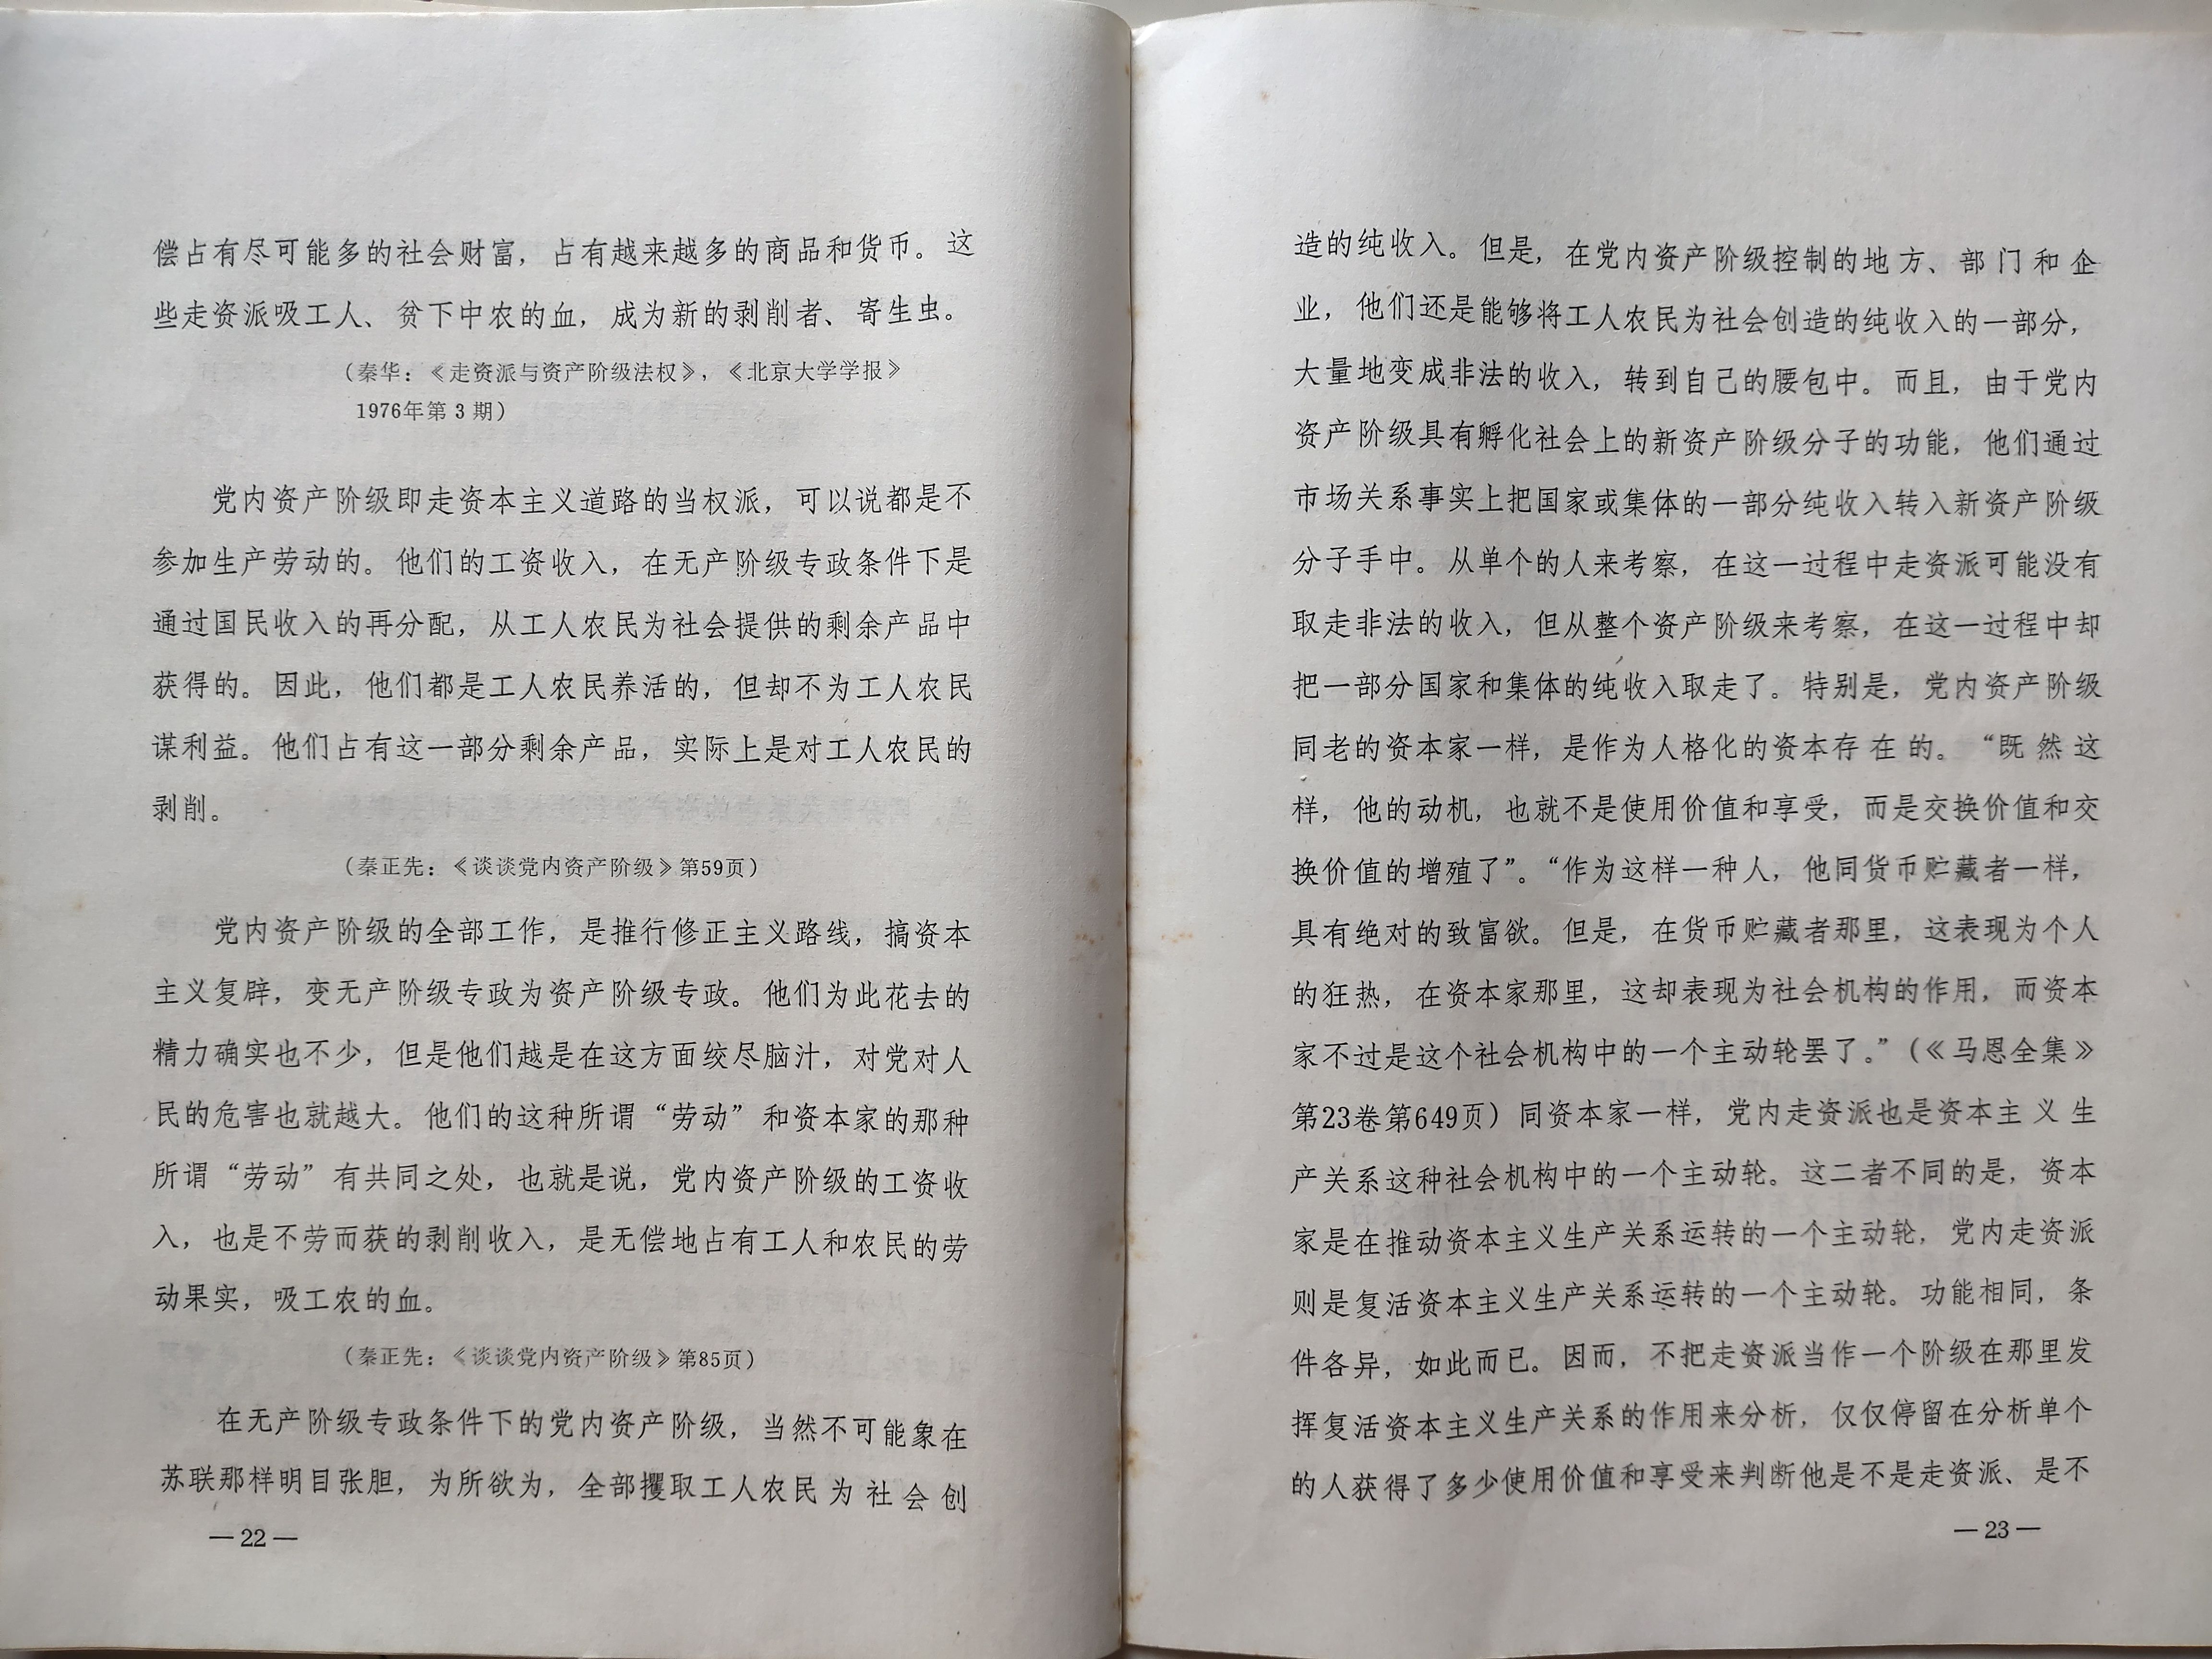 偿占有尽可能多的社会财富，占有越来越多的商品和货币。这
些走资派吸工人、贫下中农的血，成为新的剥削者、寄生虫。
（秦华：《走资派与资产阶级法权》，《北京大学学报》
1976年第3期）
党内资产阶级即走资本主义道路的当权派，可以说都是不
参加生产劳动的。他们的工资收入，在无产阶级专政条件下是
通过国民收入的再分配，从工人农民为社会提供的剩余产品中
获得的。因此，他们都是工人农民养活的，但却不为工人农民
谋利益。他们占有这一部分剩余产品，实际上是对工人农民的
剥削。
（秦正先：《谈谈党内资产阶级》第59页）
党内资产阶级的全部工作，是推行修正主义路线，搞资本
主义复辟，变无产阶级专政为资产阶级专政。他们为此花去的
精力确实也不少，但是他们越是在这方面绞尽脑汁，对党对人
民的危害也就越大。他们的这种所谓“劳动”和资本家的那种
所谓“劳动”有共同之处，也就是说，党内资产阶级的工资收
入，也是不劳而获的剥削收入，是无偿地占有工人和农民的劳
动果实，吸工农的血。
（秦正先：《谈谈党内资产阶级》第85页）
在无产阶级专政条件下的党内资产阶级，当然不可能象在
苏联那样明目张胆，为所欲为，全部攫取工人农民为社会创
—22—
造的纯收入。但是，在党内资产阶级控制的地方、部门和企
业，他们还是能够将工人农民为社会创造的纯收入的一部分，
大量地变成非法的收入，转到自己的腰包中。而且，由于党内
资产阶级具有孵化社会上的新资产阶级分子的功能，他们通过
市场关系事实上把国家或集体的一部分纯收入转入新资产阶级
分子手中。从单个的人来考察，在这一过程中走资派可能没有
取走非法的收入，但从整个资产阶级来考察，在这一过程中却
把一部分国家和集体的纯收入取走了。特别是，党内资产阶级
同老的资本家一样，是作为人格化的资本存在的。“既然这
样，他的动机，也就不是使用价值和享受，而是交换价值和交
换价值的增殖了”。“作为这样一种人，他同货币贮藏者一样，
具有绝对的致富欲。但是，在货币贮藏者那里，这表现为个人
的狂热，在资本家那里，这却表现为社会机构的作用，而资本
家不过是这个社会机构中的一个主动轮罢了。”（《马恩全集》
第23卷第649页）同资本家一样，党内走资派也是资本主义生
产关系这种社会机构中的一个主动轮。这二者不同的是，资本
家是在推动资本主义生产关系运转的一个主动轮，党内走资派
则是复活资本主义生产关系运转的一个主动轮。功能相同，条
件各异，如此而已。因而，不把走资派当作一个阶级在那里发
挥复活资本主义生产关系的作用来分析，仅仅停留在分析单个
的人获得了多少使用价值和享受来判断他是不是走资派、是不
—23—